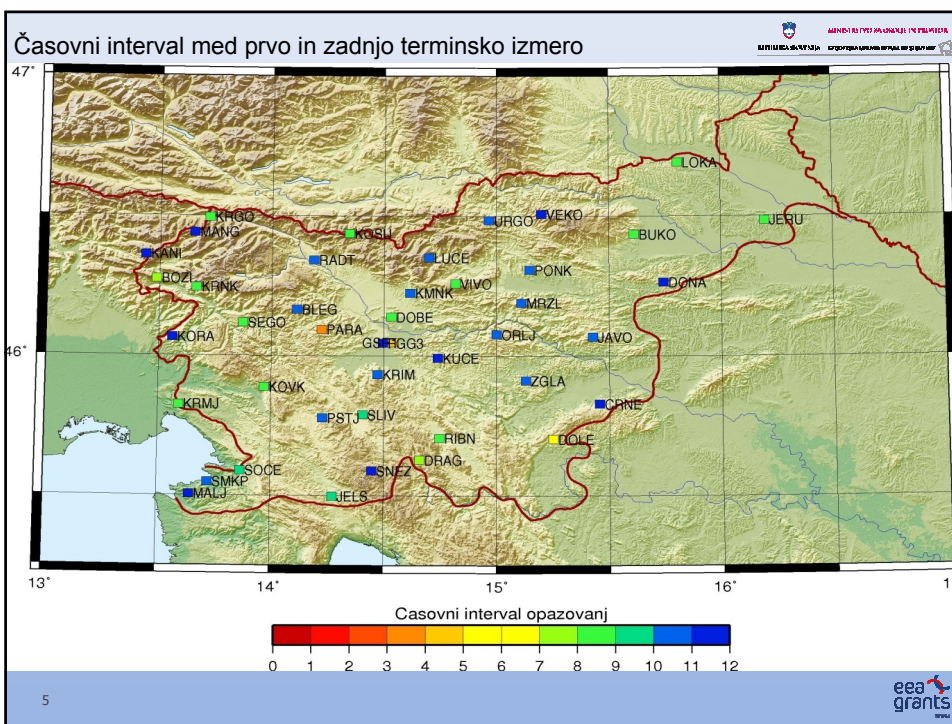 Časovni interval med prvo in zadnjo terminsko izmero
47°
LOKA
KRGO
VEKO
JERU
MANG
URGO
KOSU
BUKO
KANI
RADT
LUCE
BOZI
PONK
KRNK
VIVO
DONA
KMNK
BLEG
MRZL
SEGO
DOBE
PARA
KORA
ORLJ
JAVO
46°
KUCE
KRIM
ZGLA
KOVK
KRMJ
CRNE
PSTJ
SLIV
RIBN
DOLE
DRAG
SOCE
SNEZ
SMKP
MALJ
JELS
13° 14° 15° 16°
Casovni interval opazovanj
0 1 2 3 4 5 6 7 8 9 10 11 12
5
eea
grants